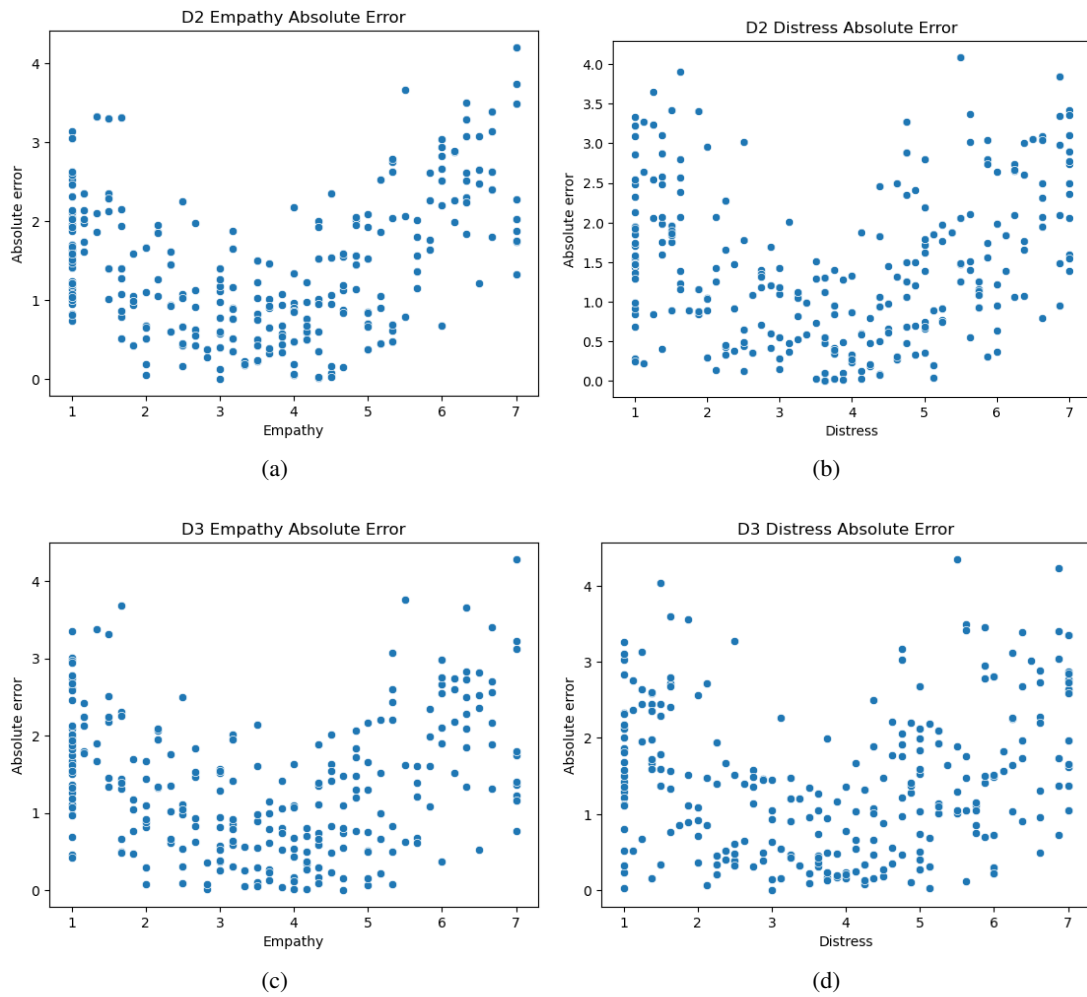 D2 Empathy Absolute Error
Absolute error
4
3
2
1
0
1 2 3 4 5 6 7
Empathy
(a)
D2 Distress Absolute Error
Absolute error
4.0
3.5
3.0
2.5
2.0
1.5
1.0
0.5
0.0
1 2 3 4 5 6 7
Distress
(b)
D3 Empathy Absolute Error
Absolute error
4
3
2
1
0
1 2 3 4 5 6 7
Empathy
(c)
D3 Distress Absolute Error
Absolute error
4
3
2
1
0
1 2 3 4 5 6 7
Distress
(d)